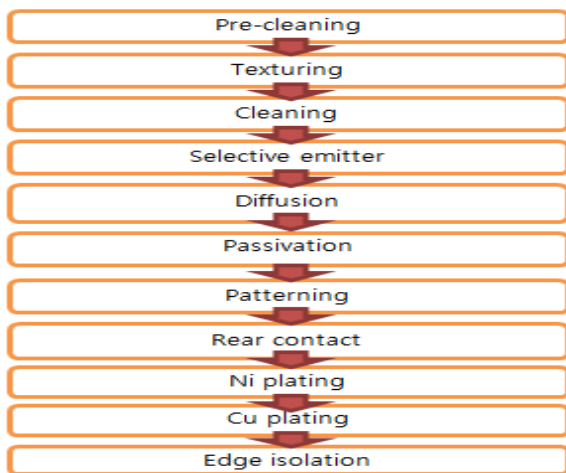 Pre-cleaning
Texturing
Cleaning
Selective emitter
Diffusion
Passivation
Patterning
Rear contact
Ni plating
Cu plating
Edge isolation